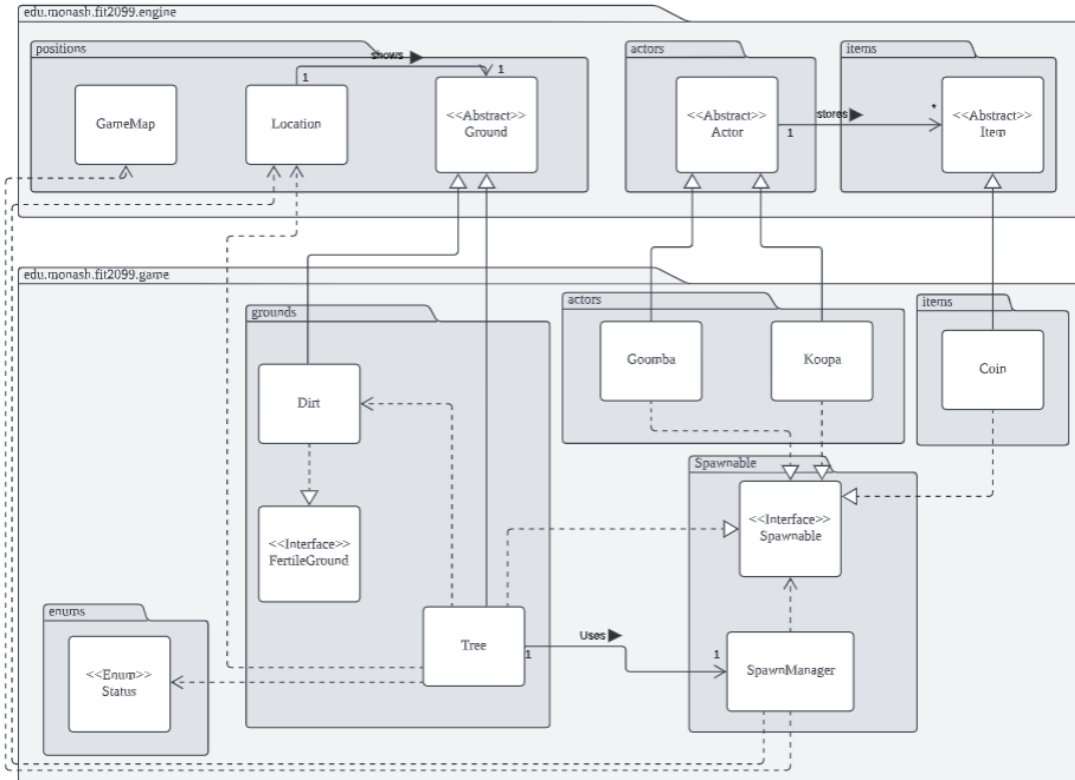 edu.monash.fit2099.engine
positions
shows
1
1
GameMap
Location
<<Abstract>>
Ground
actors
<<Abstract>>
Actor
1
stores
*
items
<<Abstract>>
Item
edu.monash.fit2099.game
grounds
Dirt
<<Interface>>
FertileGround
Tree
1
Uses
1
actors
Goomba
Koopa
items
Coin
Spawnable
<<Interface>>
Spawnable
SpawnManager
enums
<<Enum>>
Status